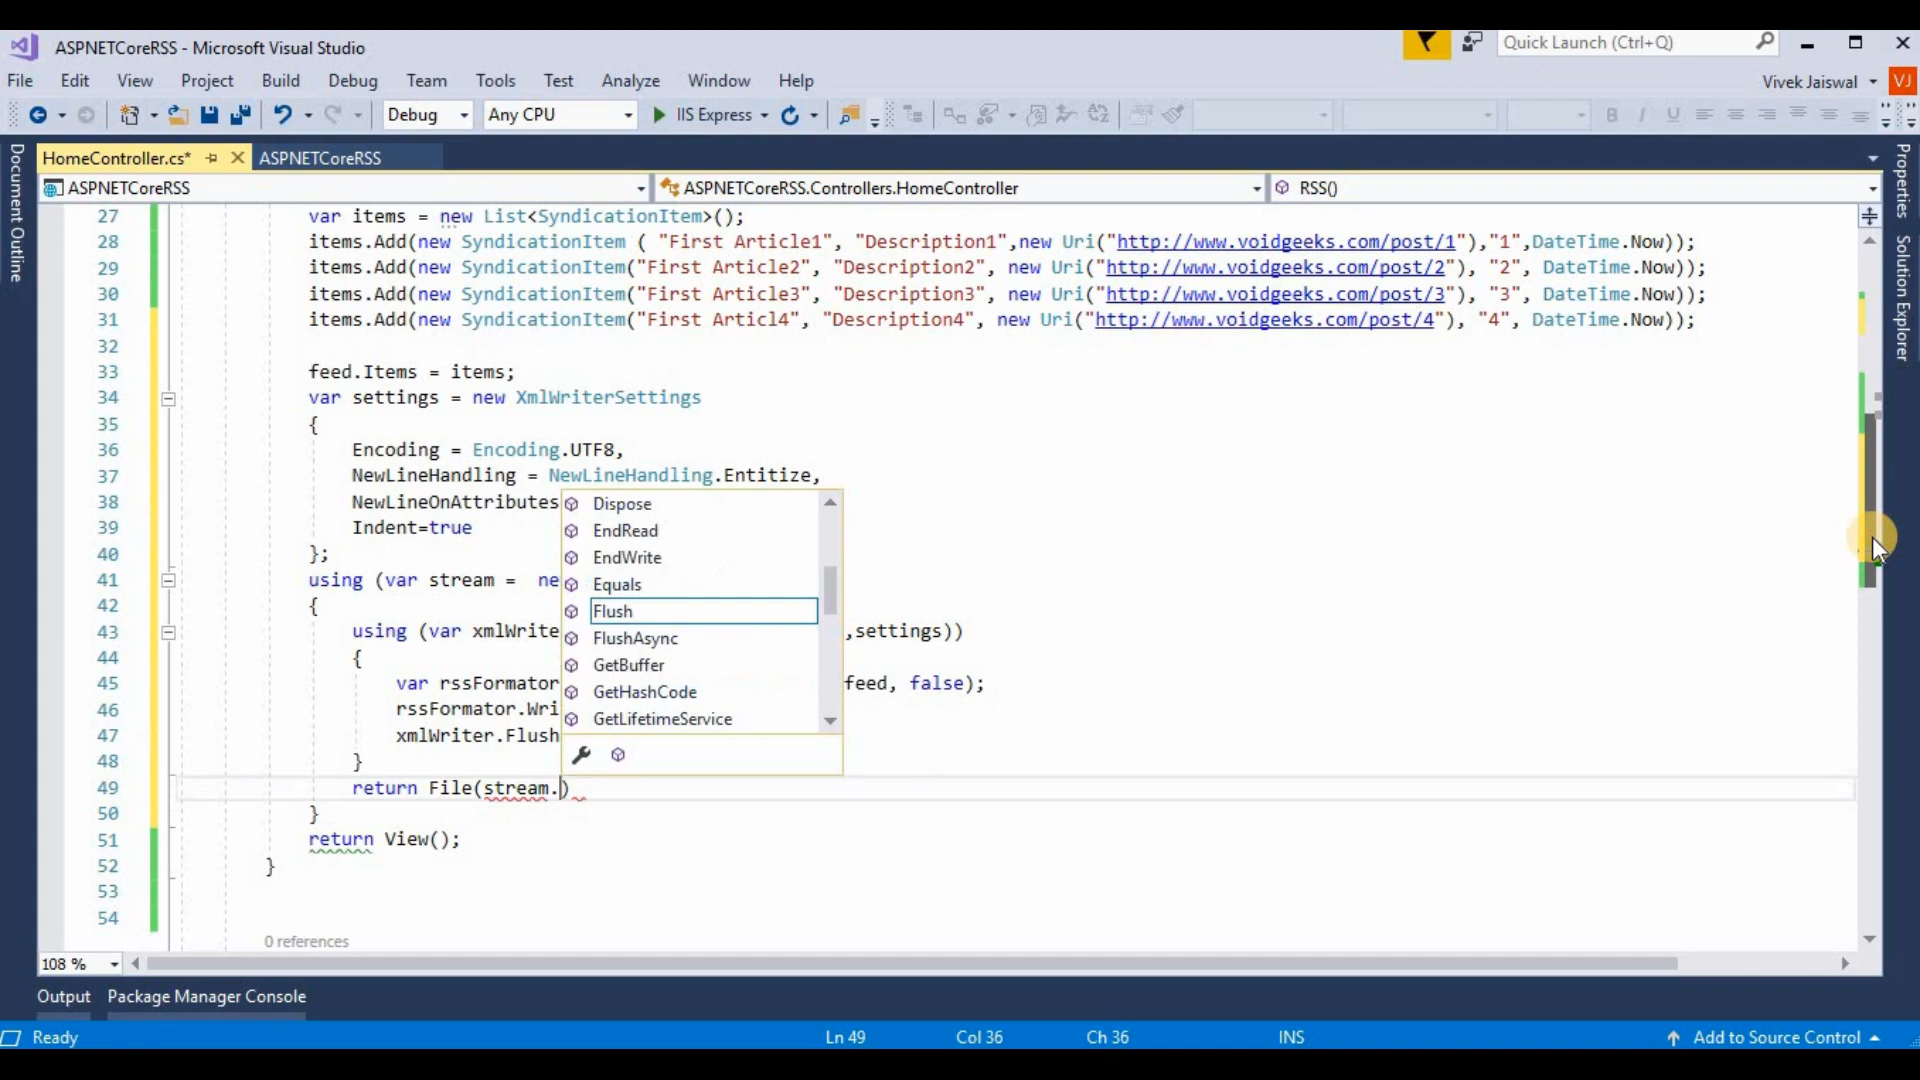 ASPNETCoreRSS - Microsoft Visual Studio
Quick Launch (Ctrl+Q)
File Edit View Project Build Debug Team Tools Test Analyze Window Help
Vivek Jaiswal VJ
Debug Any CPU IIS Express
HomeController.cs* ASPNETCoreRSS
ASPNETCoreRSS ASPNETCoreRSS.Controllers.HomeController RSS()
Document Outline
Properties
Solution Explorer
27 var items = new List<SyndicationItem>();
28 items.Add(new SyndicationItem ( "First Article1", "Description1",new Uri("http://www.voidgeeks.com/post/1"),"1",DateTime.Now));
29 items.Add(new SyndicationItem("First Article2", "Description2", new Uri("http://www.voidgeeks.com/post/2"), "2", DateTime.Now));
30 items.Add(new SyndicationItem("First Article3", "Description3", new Uri("http://www.voidgeeks.com/post/3"), "3", DateTime.Now));
31 items.Add(new SyndicationItem("First Articl4", "Description4", new Uri("http://www.voidgeeks.com/post/4"), "4", DateTime.Now));
32
33 feed.Items = items;
34 var settings = new XmlWriterSettings
35 {
36 Encoding = Encoding.UTF8,
37 NewLineHandling = NewLineHandling.Entitize,
38 NewLineOnAttributes
39 Indent=true
40 };
41 using (var stream = ne
42 {
43 using (var xmlWrite ,settings))
44 {
45 var rssFormator feed, false);
46 rssFormator.Wri
47 xmlWriter.Flush
48 }
49 return File(stream.)
50 }
51 return View();
52 }
53
54
0 references
Dispose
EndRead
EndWrite
Equals
Flush
FlushAsync
GetBuffer
GetHashCode
GetLifetimeService
108 %
Output Package Manager Console
Ready Ln 49 Col 36 Ch 36 INS Add to Source Control